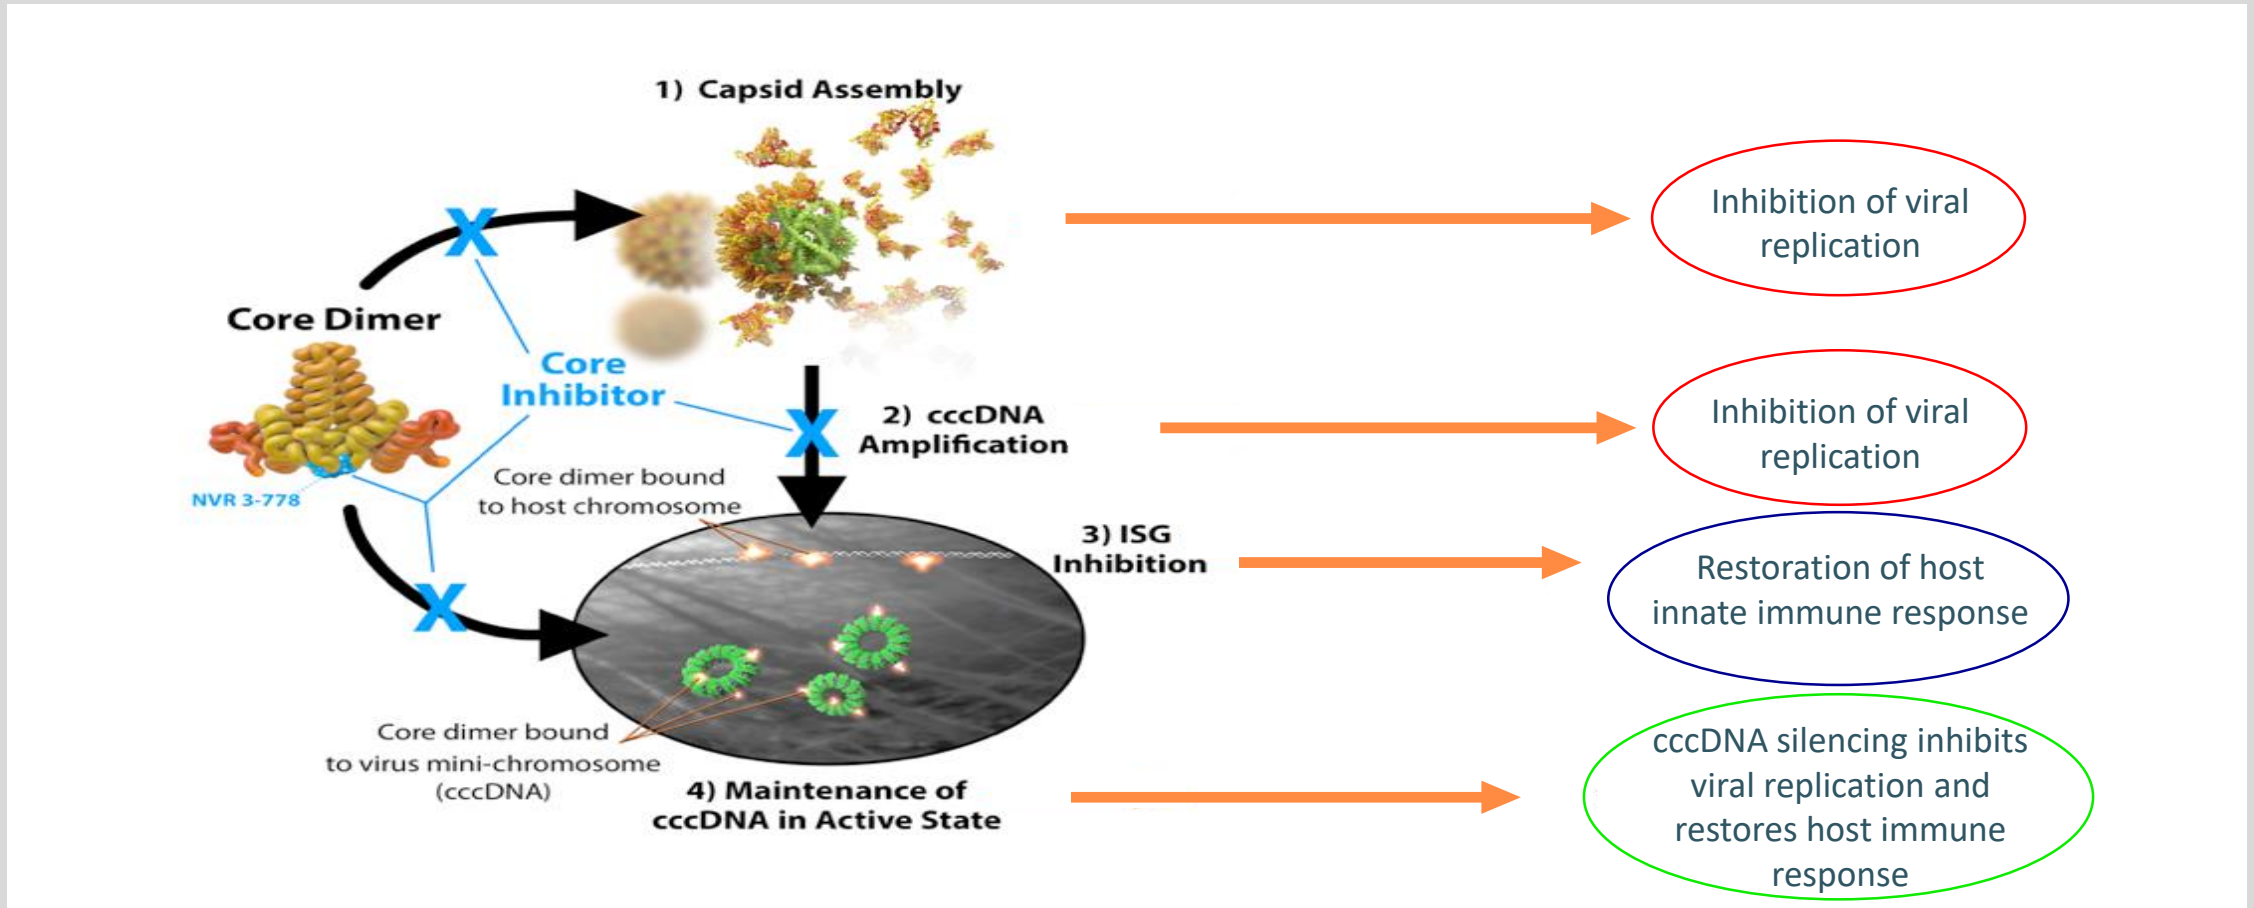 1) Capsid Assembly
Inhibition of viral
replication
Core Dimer
Core
Inhibitor
NVR 3-778
2) cccDNA
Amplification
Inhibition of viral
replication
Core dimer bound
to host chromosome
3) ISG
Inhibition
Restoration of host
innate immune response
Core dimer bound
to virus mini-chromosome
(cccDNA)
4) Maintenance of
cccDNA in Active State
cccDNA silencing inhibits
viral replication and
restores host immune
response